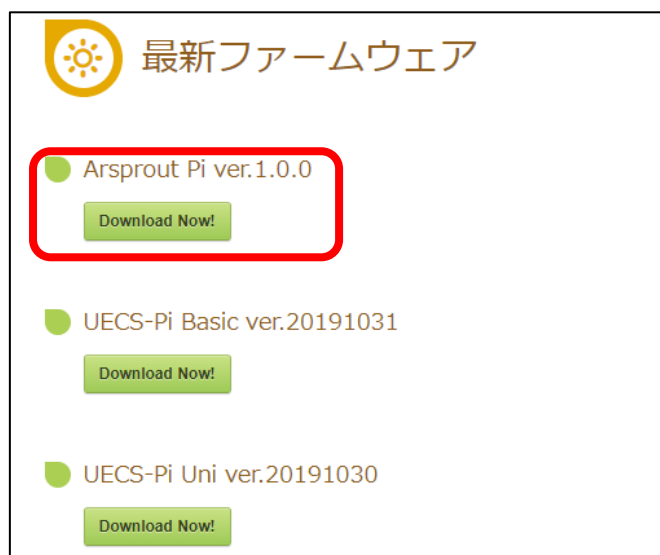 最新ファームウェア
Arsprout Pi ver.1.0.0
Download Now!
UECS-Pi Basic ver.20191031
Download Now!
UECS-Pi Uni ver.20191030
Download Now!